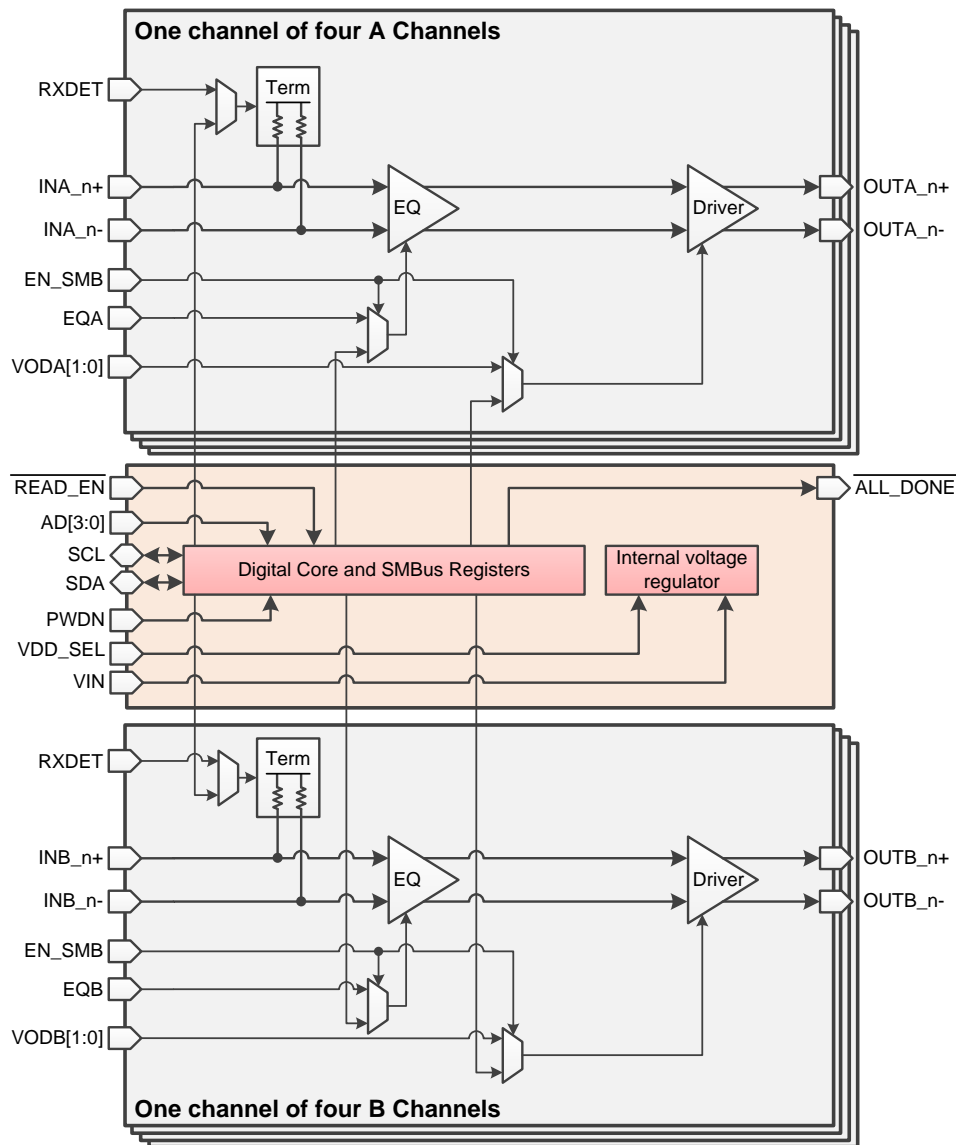 One channel of four A Channels
RXDET
Term
INA_n+
EQ
Driver
OUTA_n+
INA_n-
OUTA_n-
EN_SMB
EQA
VODA[1:0]
READ_EN
ALL_DONE
AD[3:0]
SCL
Digital Core and SMBus Registers
Internal voltage
regulator
SDA
PWDN
VDD_SEL
VIN
RXDET
Term
INB_n+
EQ
Driver
OUTB_n+
INB_n-
OUTB_n-
EN_SMB
EQB
VODB[1:0]
One channel of four B Channels